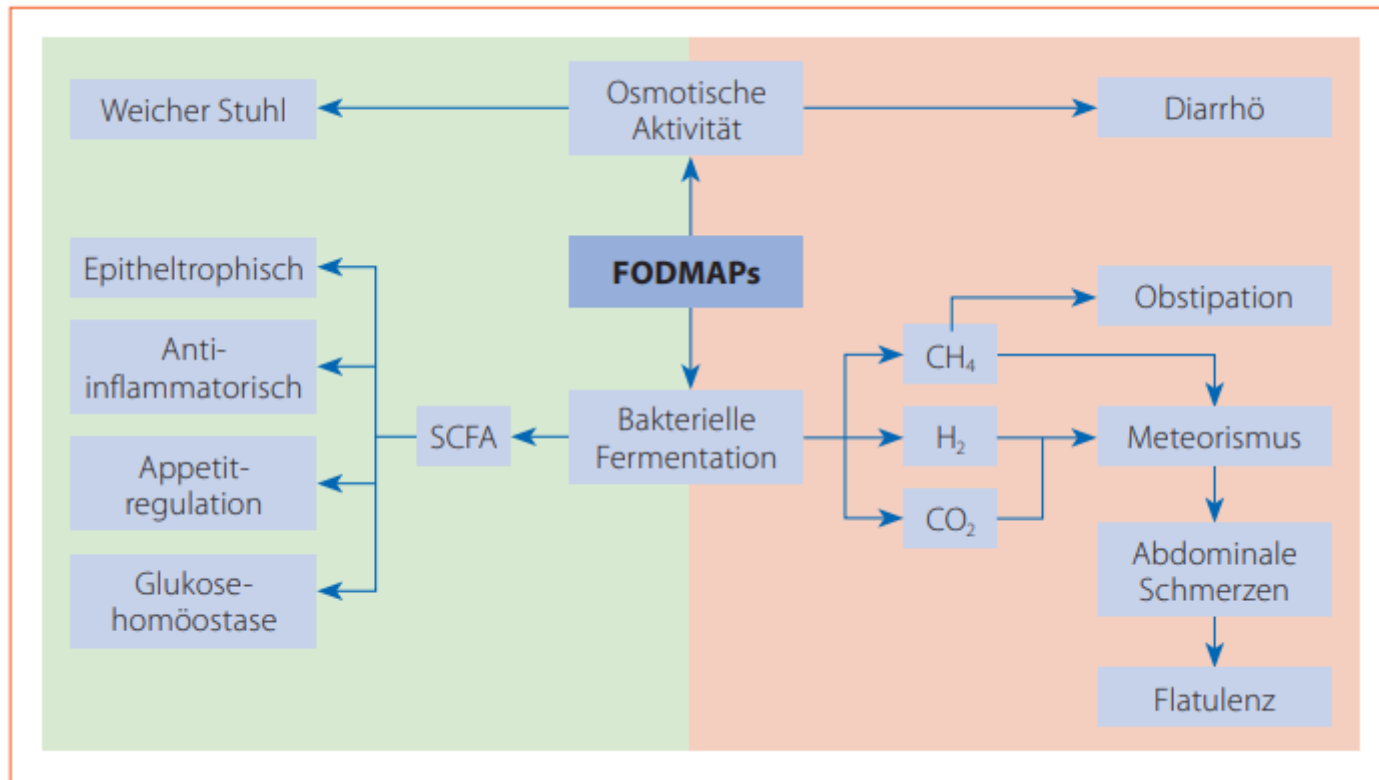 Weicher Stuhl
Osmotische
Aktivität
Diarrhö
FODMAPs
Epitheltrophisch
Anti-
inflammatorisch
Appetit-
regulation
Glukose-
homöostase
SCFA
Bakterielle
Fermentation
CH₄
H₂
CO₂
Obstipation
Meteorismus
Abdominale
Schmerzen
Flatulenz